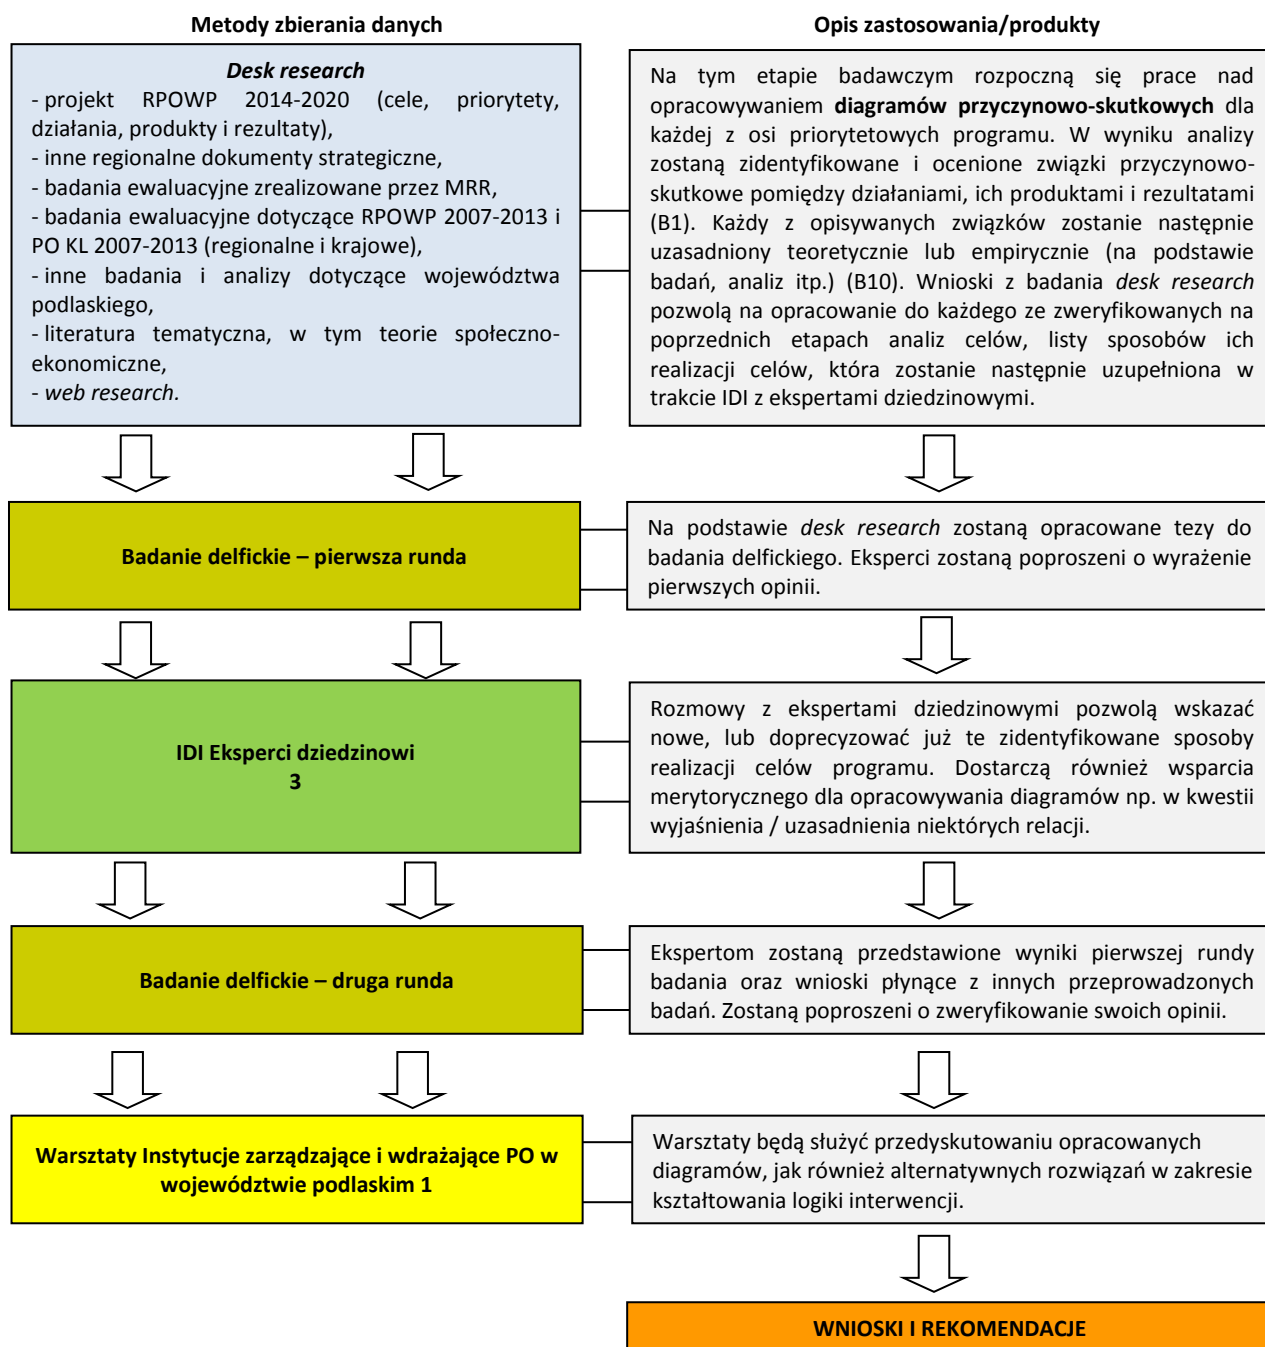 Metody zbierania danych
Opis zastosowania/produkty
Desk research
- projekt RPOWP 2014-2020 (cele, priorytety,
działania, produkty i rezultaty),
- inne regionalne dokumenty strategiczne,
- badania ewaluacyjne zrealizowane przez MRR,
- badania ewaluacyjne dotyczące RPOWP 2007-2013 i
PO KL 2007-2013 (regionalne i krajowe),
- inne badania i analizy dotyczące województwa
podlaskiego,
- literatura tematyczna, w tym teorie społeczno-
ekonomiczne,
- web research.
Na tym etapie badawczym rozpoczną się prace nad
opracowywaniem diagramów przyczynowo-skutkowych dla
każdej z osi priorytetowych programu. W wyniku analizy
zostaną zidentyfikowane i ocenione związki przyczynowo-
skutkowe pomiędzy działaniami, ich produktami i rezultatami
(B1). Każdy z opisywanych związków zostanie następnie
uzasadniony teoretycznie lub empirycznie (na podstawie
badań, analiz itp.) (B10). Wnioski z badania desk research
pozwolą na opracowanie do każdego ze zweryfikowanych na
poprzednich etapach analiz celów, listy sposobów ich
realizacji celów, która zostanie następnie uzupełniona w
trakcie IDI z ekspertami dziedzinowymi.
Badanie delfickie – pierwsza runda
Na podstawie desk research zostaną opracowane tezy do
badania delfickiego. Eksperci zostaną poproszeni o wyrażenie
pierwszych opinii.
IDI Eksperci dziedzinowi
3
Rozmowy z ekspertami dziedzinowymi pozwolą wskazać
nowe, lub doprecyzować już te zidentyfikowane sposoby
realizacji celów programu. Dostarczą również wsparcia
merytorycznego dla opracowywania diagramów np. w kwestii
wyjaśnienia / uzasadnienia niektórych relacji.
Badanie delfickie – druga runda
Ekspertom zostaną przedstawione wyniki pierwszej rundy
badania oraz wnioski płynące z innych przeprowadzonych
badań. Zostaną poproszeni o zweryfikowanie swoich opinii.
Warsztaty Instytucje zarządzające i wdrażające PO w
województwie podlaskim 1
Warsztaty będą służyć przedyskutowaniu opracowanych
diagramów, jak również alternatywnych rozwiązań w zakresie
kształtowania logiki interwencji.
WNIOSKI I REKOMENDACJE